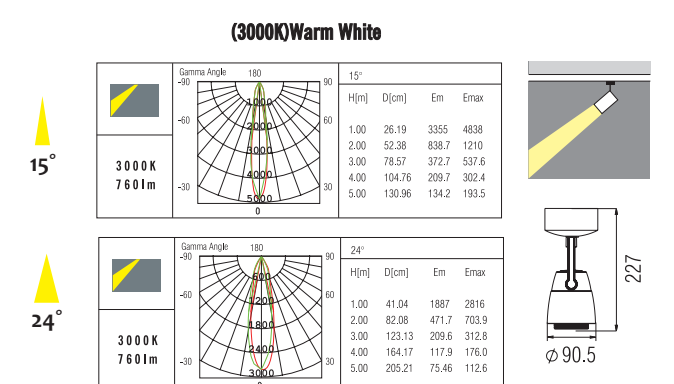 (3000K)Warm White
Gamma Angle 180
-90 90
-60 60
-30 30
1000
2000
3000
4000
5000
0
15°
3000K
760lm
15°
H[m] D[cm] Em Emax
1.00 26.19 3355 4838
2.00 52.38 838.7 1210
3.00 78.57 372.7 537.6
4.00 104.76 209.7 302.4
5.00 130.96 134.2 193.5
Gamma Angle 180
-90 90
-60 60
-30 30
600
1200
1800
2400
3000
0
24°
3000K
760lm
24°
H[m] D[cm] Em Emax
1.00 41.04 1887 2816
2.00 82.08 471.7 703.9
3.00 123.13 209.6 312.8
4.00 164.17 117.9 176.0
5.00 205.21 75.46 112.6
227
⌀ 90.5